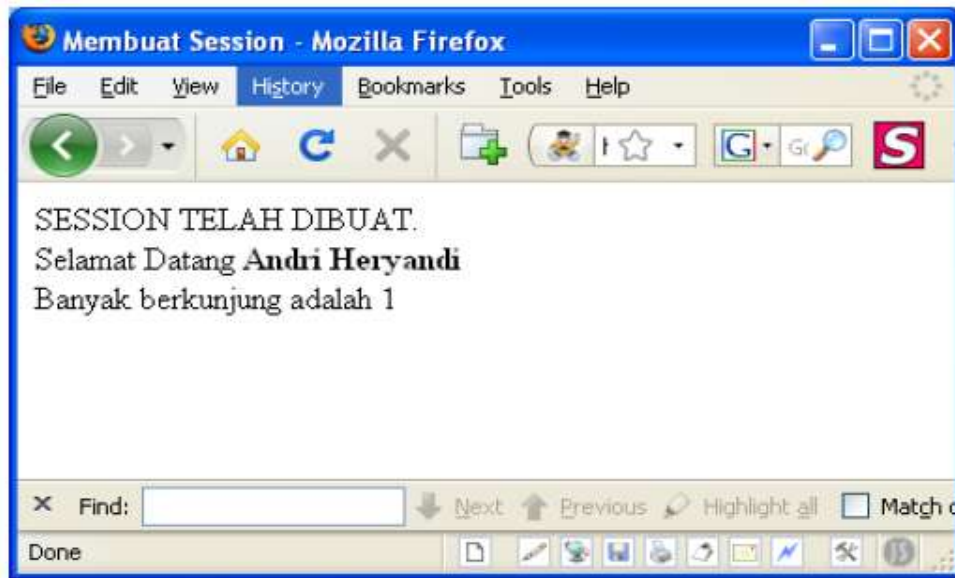 Membuat Session - Mozilla Firefox
File Edit View History Bookmarks Tools Help
G G S
SESSION TELAH DIBUAT.
Selamat Datang Andri Heryandi
Banyak berkunjung adalah 1
Find: Next Previous Highlight all Match
Done